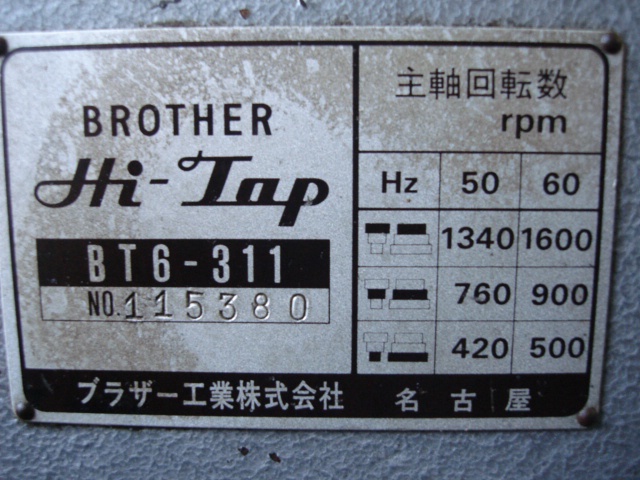 BROTHER
Hi-Tap
BT6-311
NO.115380
主軸回転数
rpm
Hz 50 60
1340 1600
760 900
420 500
ブラザー工業株式会社 名古屋